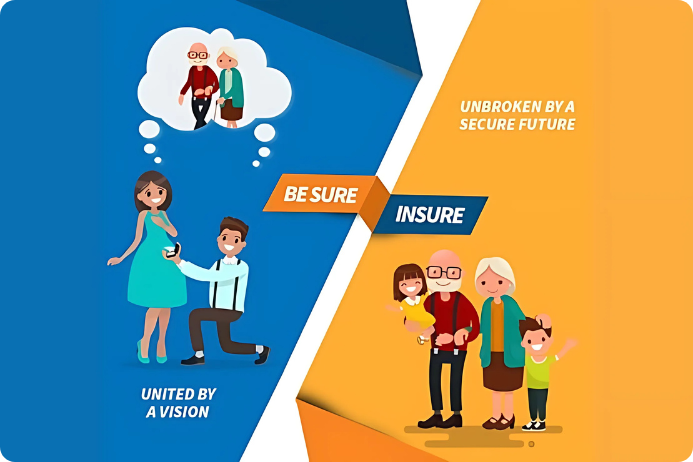 UNBROKEN BY A
SECURE FUTURE
BE SURE
INSURE
UNITED BY
A VISION